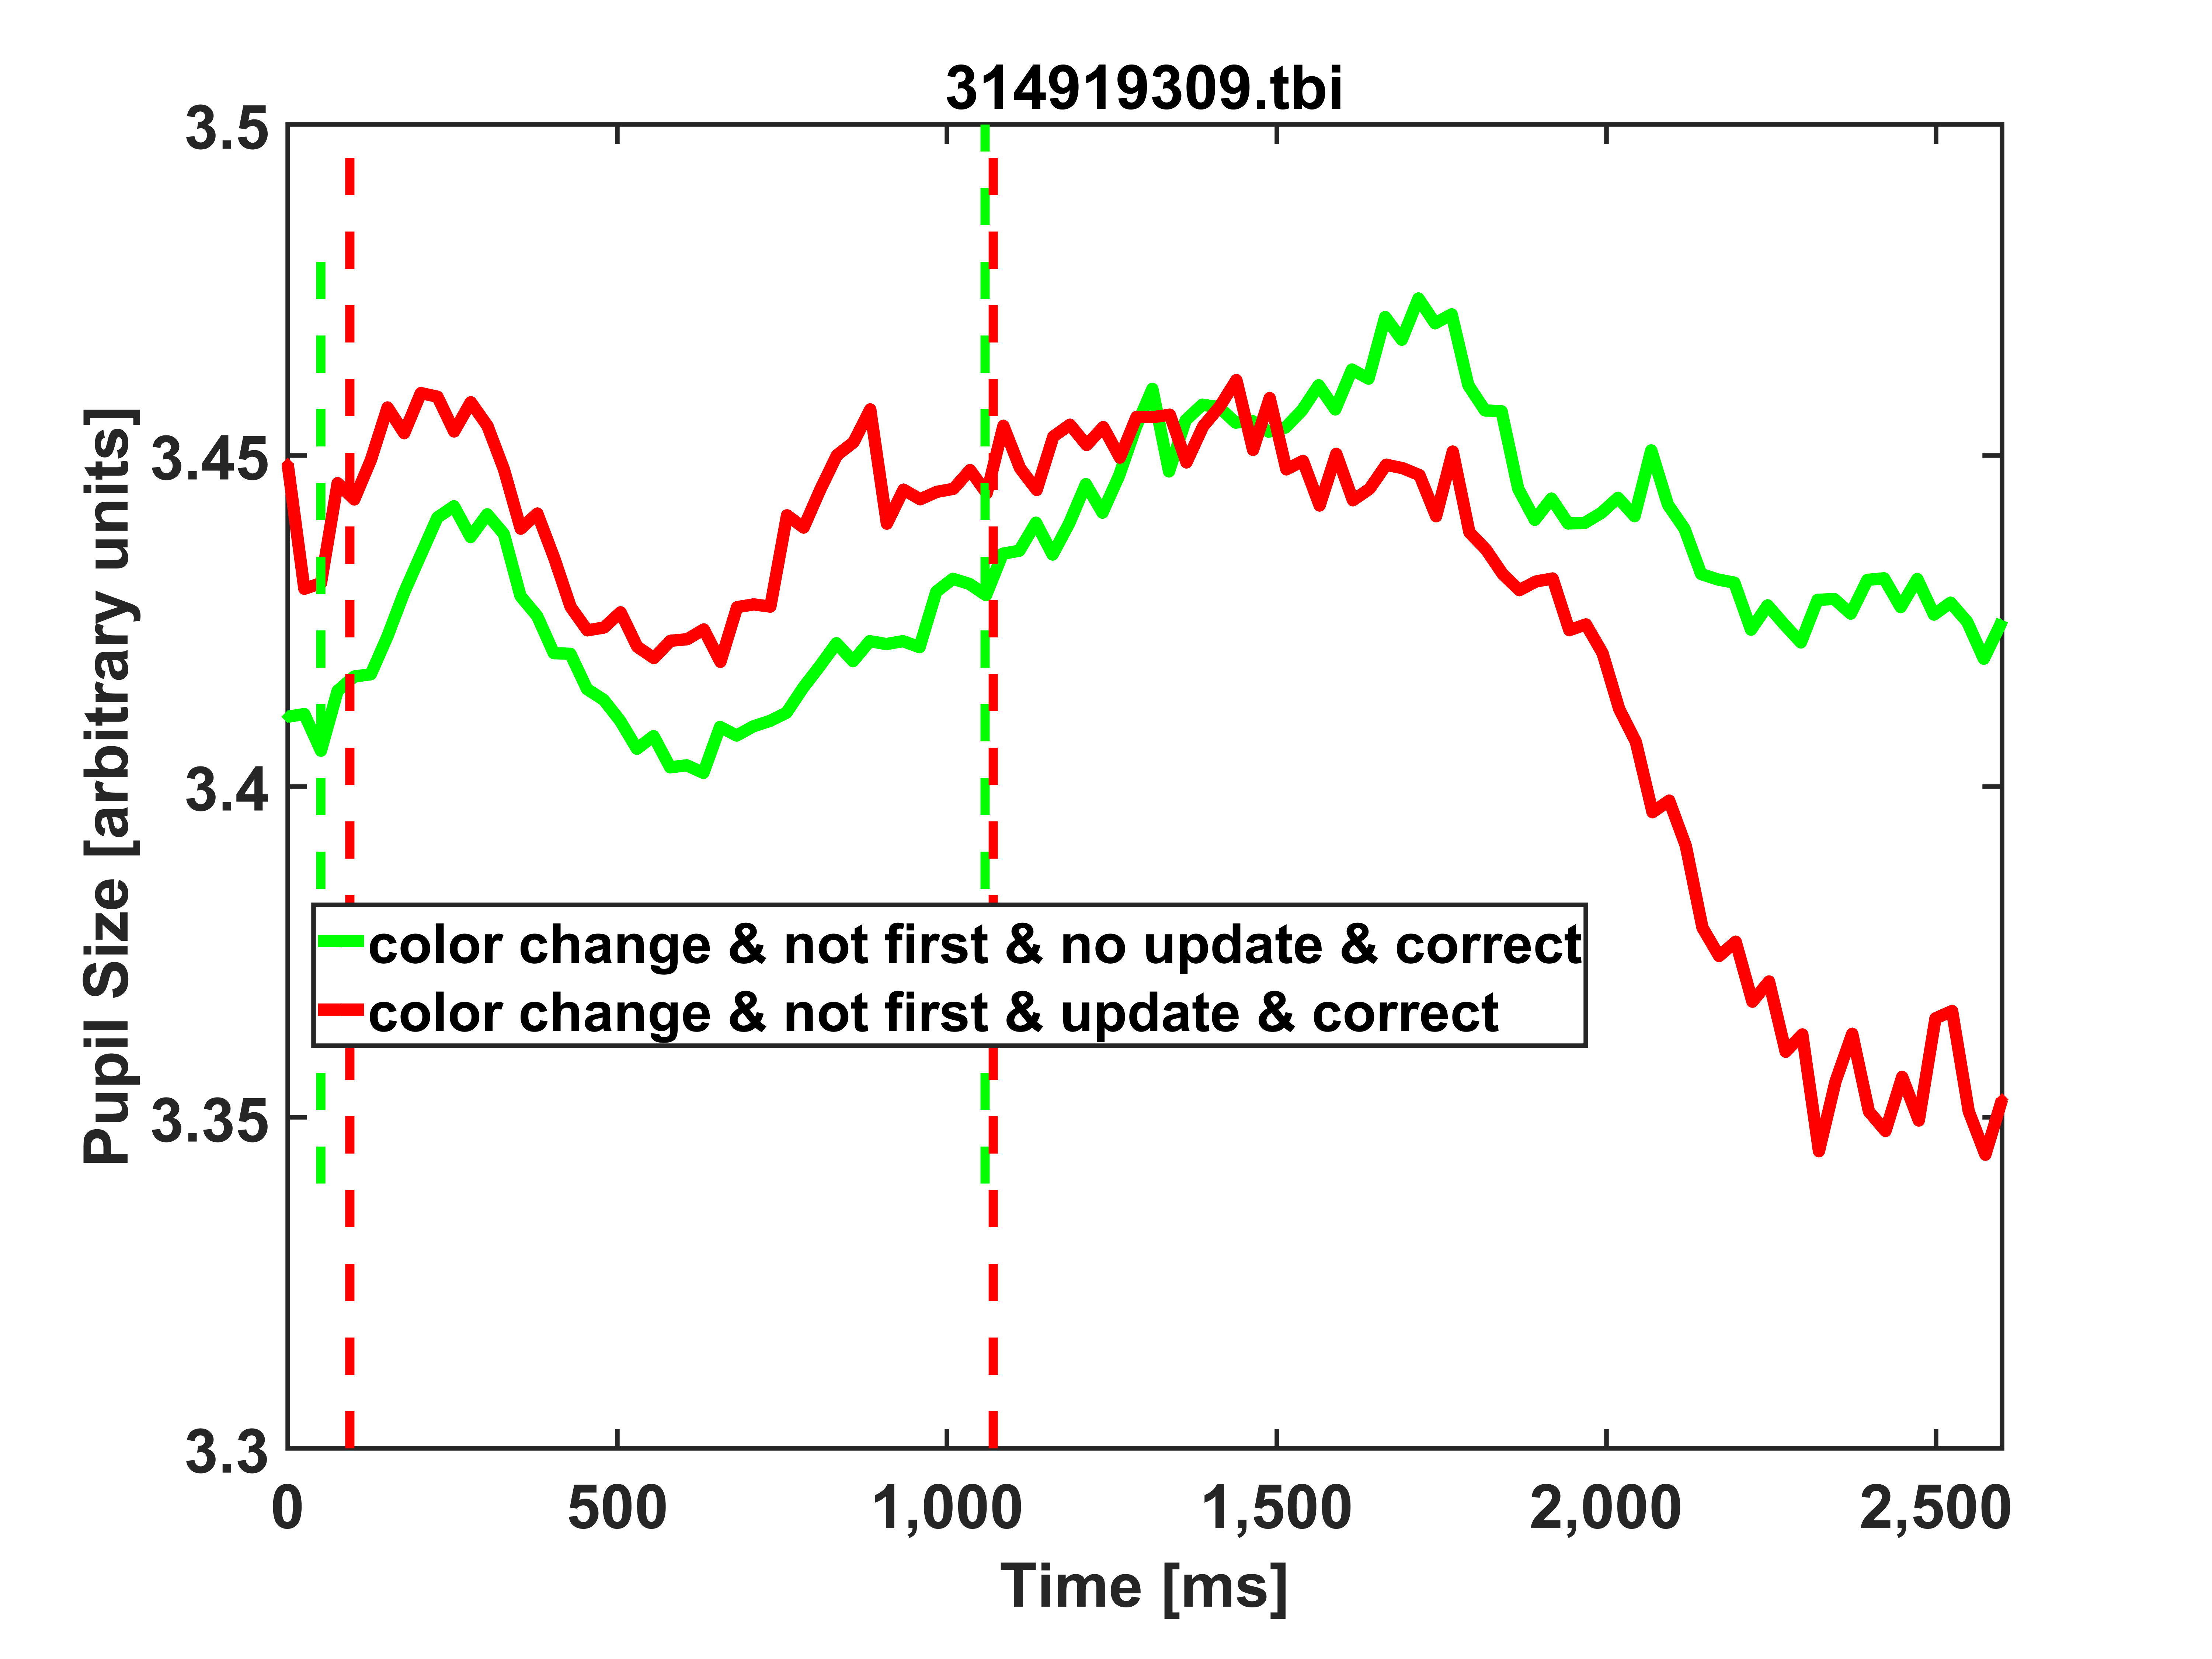 314919309.tbi
3.5
3.45
3.4
3.35
3.3
Pupil Size [arbitrary units]
color change & not first & no update & correct
color change & not first & update & correct
0 500 1,000 1,500 2,000 2,500
Time [ms]